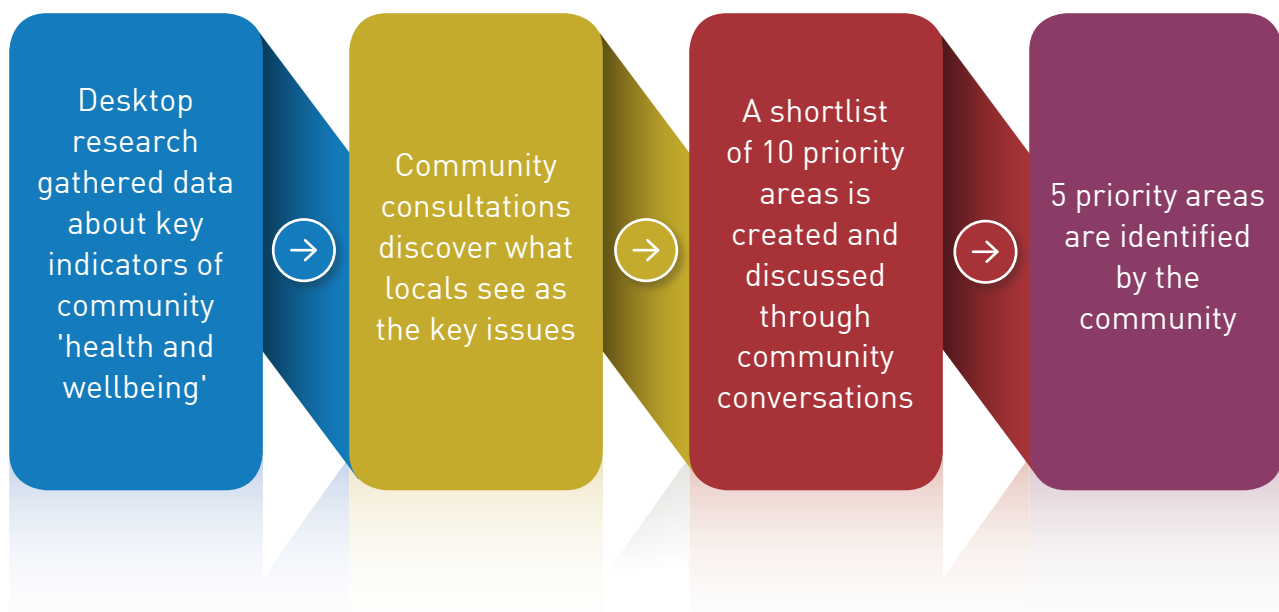 Desktop
research
gathered data
about key
indicators of
community
'health and
wellbeing'
Community
consultations
discover what
locals see as
the key issues
A shortlist
of 10 priority
areas is
created and
discussed
through
community
conversations
5 priority areas
are identified
by the
community